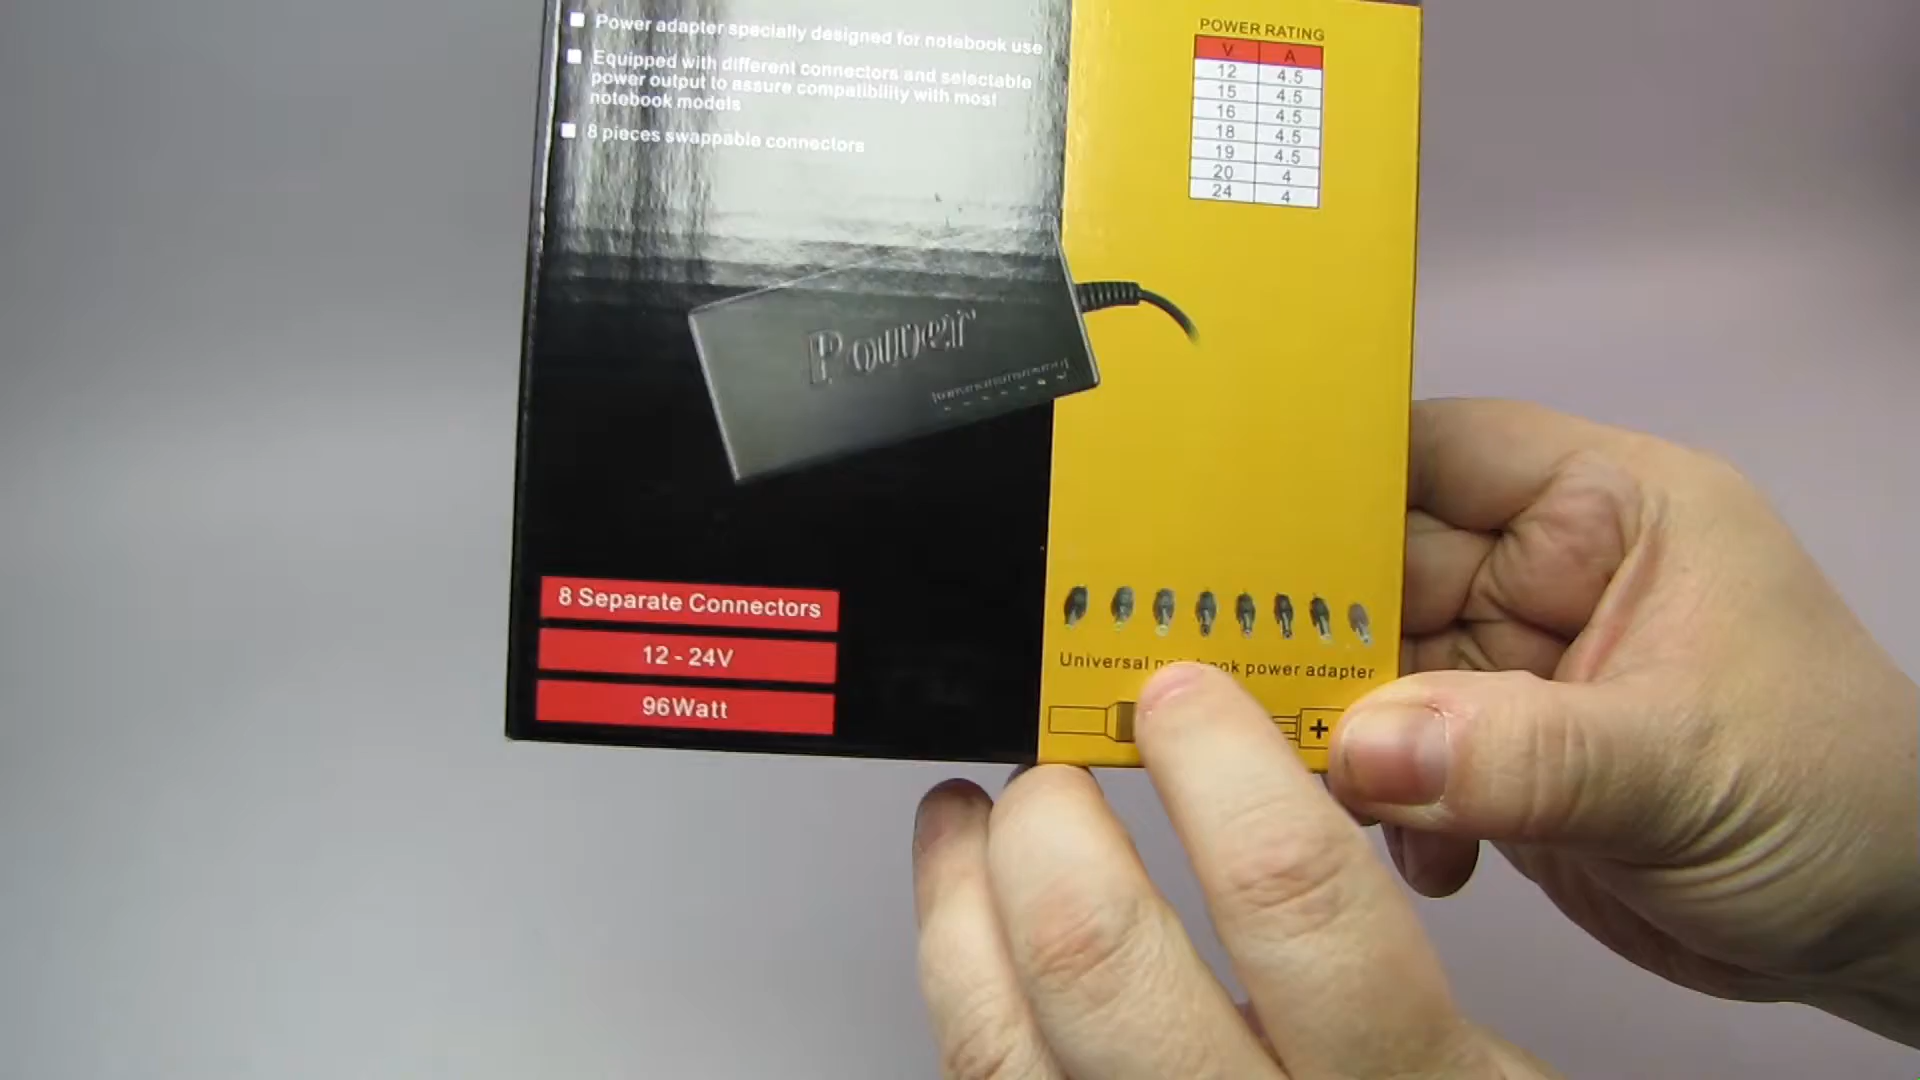 Power adapter specially designed for notebook use
Equipped with different connectors and selectable
power output to assure compatibility with most
notebook models
8 pieces swappable connectors
POWER RATING
V A
12 4.5
15 4.5
16 4.5
18 4.5
19 4.5
20 4
24 4
Power
8 Separate Connectors
12 - 24V
96Watt
Universal power adapter
+